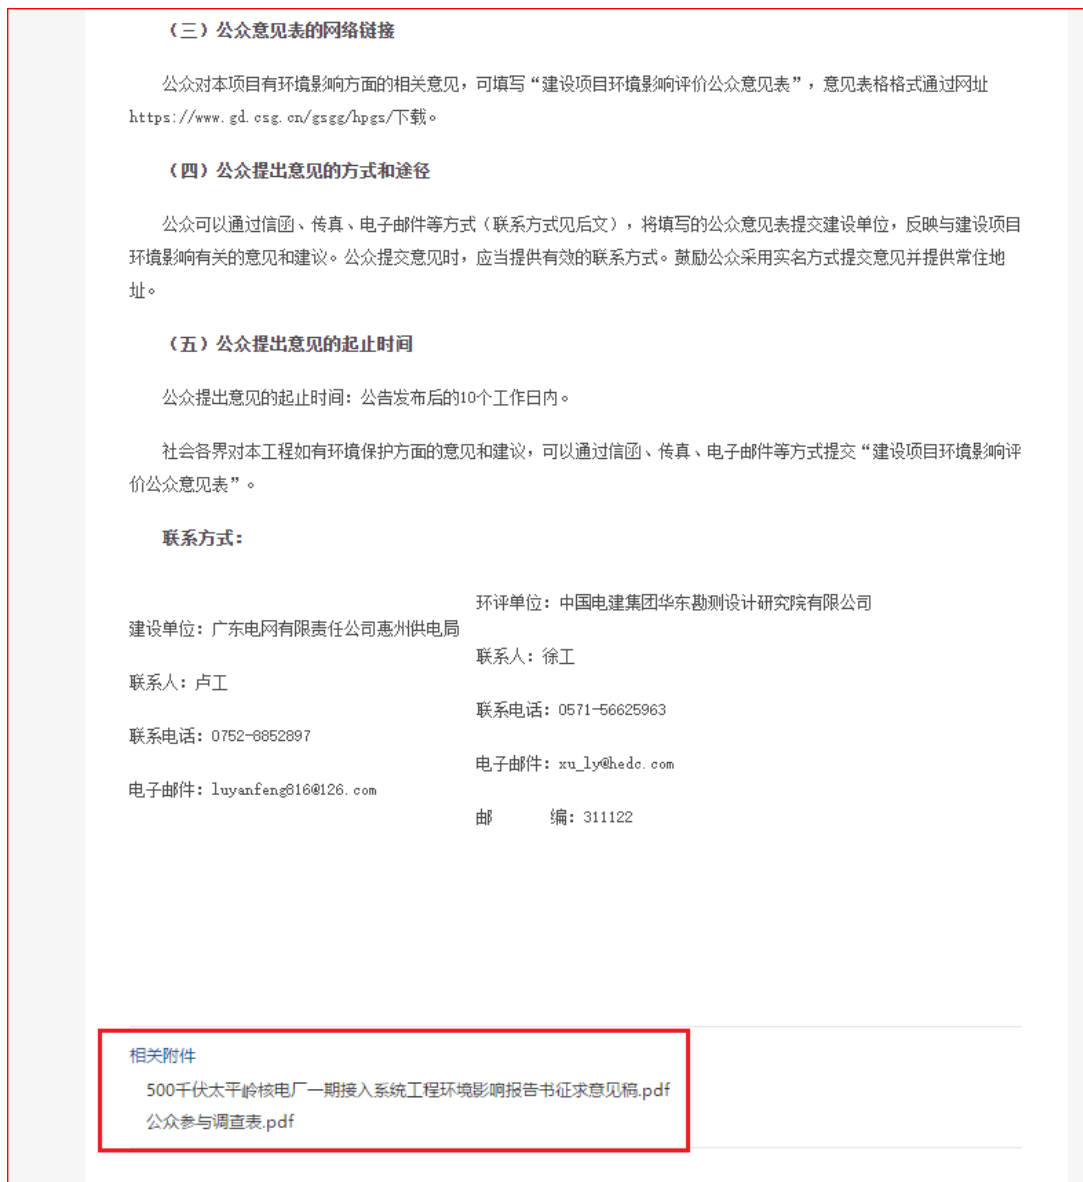 （三）公众意见表的网络链接
公众对本项目有环境影响方面的相关意见，可填写“建设项目环境影响评价公众意见表”，意见表格格式通过网址
https://www.gd.csg.cn/gsgg/hpgs/下载。
（四）公众提出意见的方式和途径
公众可以通过信函、传真、电子邮件等方式（联系方式见后文），将填写的公众意见表提交建设单位，反映与建设项目
环境影响有关的意见和建议。公众提交意见时，应当提供有效的联系方式。鼓励公众采用实名方式提交意见并提供常住地
址。
（五）公众提出意见的起止时间
公众提出意见的起止时间：公告发布后的10个工作日内。
社会各界对本工程如有环境保护方面的意见和建议，可以通过信函、传真、电子邮件等方式提交“建设项目环境影响评
价公众意见表”。
联系方式：
建设单位：广东电网有限责任公司惠州供电局
联系人：卢工
联系电话：0752-8852897
电子邮件：luyanfeng816@126.com
环评单位：中国电建集团华东勘测设计研究院有限公司
联系人：徐工
联系电话：0571-56625963
电子邮件：xu_ly@hedc.com
邮 编：311122
相关附件
500千伏太平岭核电厂一期接入系统工程环境影响报告书征求意见稿.pdf
公众参与调查表.pdf